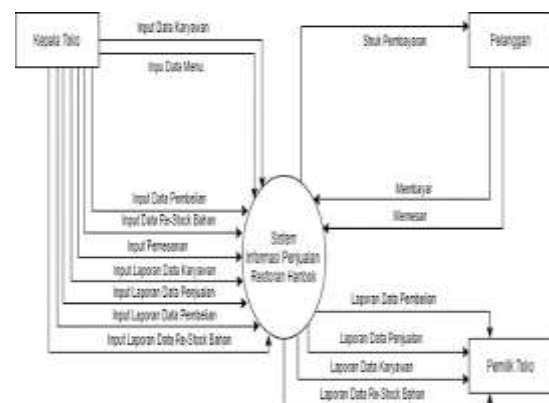 Kepala Toko
Input Data Karyawan
Inpu Data Menu
Struk Pembayaran
Pelanggan
Input Data Pembelian
Input Data Re-Stock Bahan
Input Pemesanan
Input Laporan Data Karyawan
Input Laporan Data Penjualan
Input Laporan Data Pembelian
Input Laporan Data Re-Stock Bahan
Membayar
Memesan
Sistem
Informasi Penjualan
Restoran
Laporan Data Pembelian
Laporan Data Penjualan
Laporan Data Karyawan
Laporan Data Re-Stock Bahan
Pemilik Toko